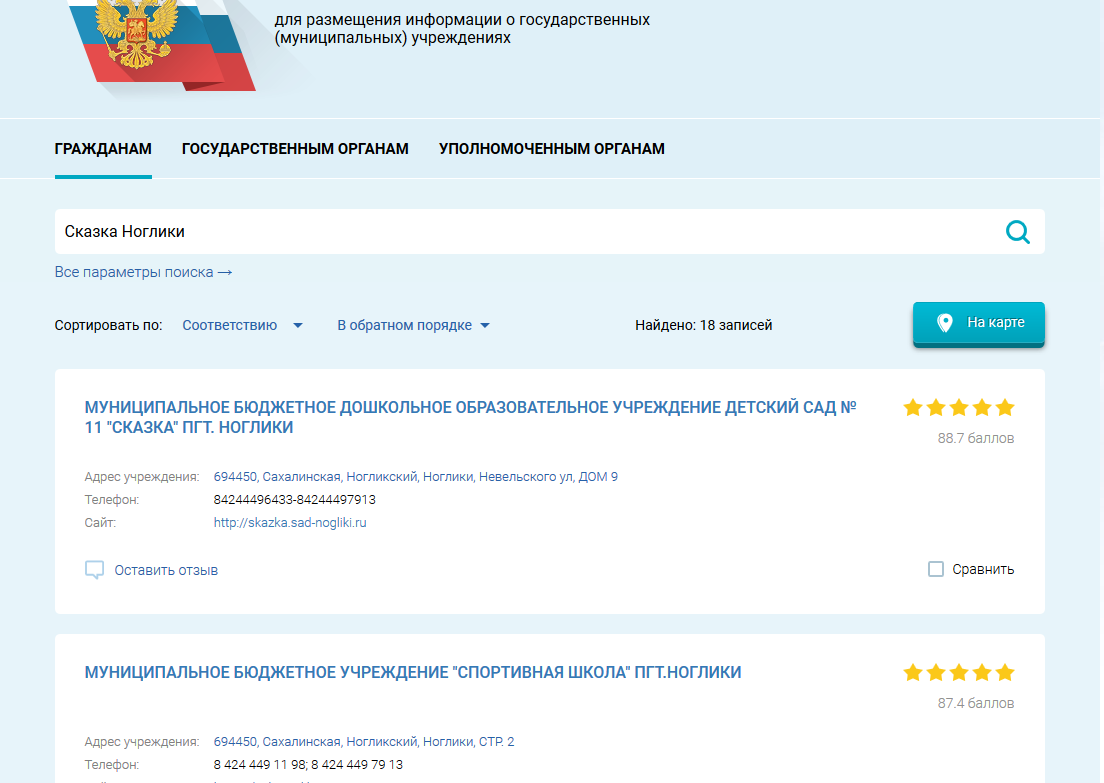 для размещения информации о государственных
(муниципальных) учреждениях
ГРАЖДАНАМ ГОСУДАРСТВЕННЫМ ОРГАНАМ УПОЛНОМОЧЕННЫМ ОРГАНАМ
Сказка Ноглики
Все параметры поиска →
Сортировать по: Соответствию В обратном порядке Найдено: 18 записей На карте
МУНИЦИПАЛЬНОЕ БЮДЖЕТНОЕ ДОШКОЛЬНОЕ ОБРАЗОВАТЕЛЬНОЕ УЧРЕЖДЕНИЕ ДЕТСКИЙ САД №
11 "СКАЗКА" ПГТ. НОГЛИКИ
88.7 баллов
Адрес учреждения: 694450, Сахалинская, Ногликский, Ноглики, Невельского ул, ДОМ 9
Телефон: 84244496433-84244497913
Сайт: http://skazka.sad-nogliki.ru
Оставить отзыв Сравнить
МУНИЦИПАЛЬНОЕ БЮДЖЕТНОЕ УЧРЕЖДЕНИЕ "СПОРТИВНАЯ ШКОЛА" ПГТ.НОГЛИКИ
87.4 баллов
Адрес учреждения: 694450, Сахалинская, Ногликский, Ноглики, СТР. 2
Телефон: 8 424 449 11 98; 8 424 449 79 13